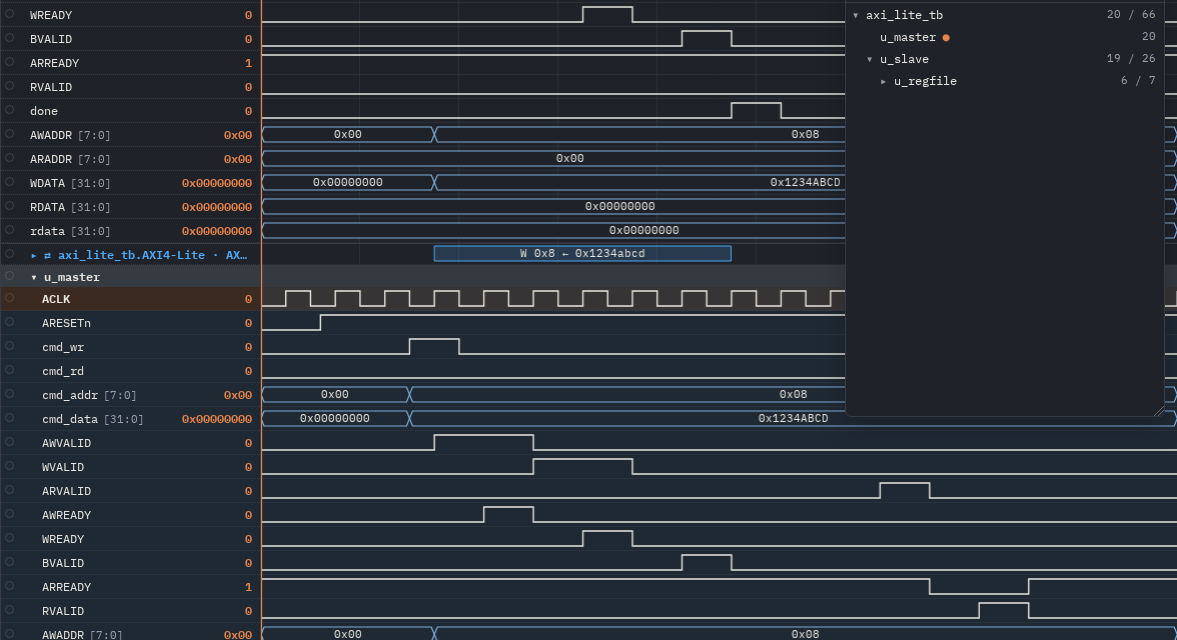 WREADY 0
BVALID 0
ARREADY 1
RVALID 0
done 0
AWADDR [7:0] 0x00 0x00 0x08
ARADDR [7:0] 0x00 0x00
WDATA [31:0] 0x00000000 0x00000000 0x1234ABCD
RDATA [31:0] 0x00000000 0x00000000
rdata [31:0] 0x00000000 0x00000000
▸ ⇄ axi_lite_tb.AXI4-Lite · AX… W 0x8 ← 0x1234abcd
▾ u_master
ACLK 0
ARESETn 0
cmd_wr 0
cmd_rd 0
cmd_addr [7:0] 0x00 0x00 0x08
cmd_data [31:0] 0x00000000 0x00000000 0x1234ABCD
AWVALID 0
WVALID 0
ARVALID 0
AWREADY 0
WREADY 0
BVALID 0
ARREADY 1
RVALID 0
AWADDR [7:0] 0x00 0x00 0x08
▾ axi_lite_tb 20 / 66
u_master ● 20
▾ u_slave 19 / 26
▸ u_regfile 6 / 7